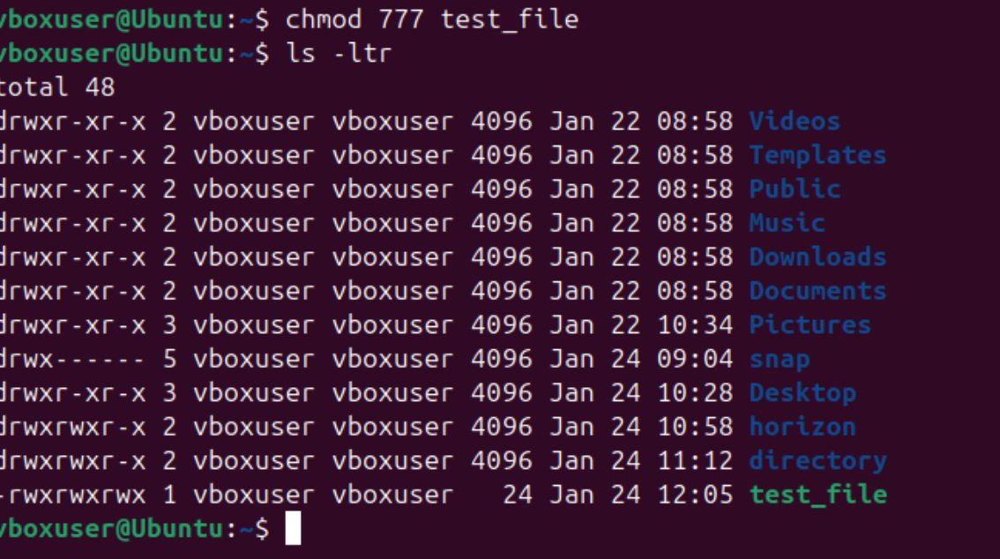 vboxuser@Ubuntu:~$ chmod 777 test_file
vboxuser@Ubuntu:~$ ls -ltr
total 48
drwxr-xr-x 2 vboxuser vboxuser 4096 Jan 22 08:58 Videos
drwxr-xr-x 2 vboxuser vboxuser 4096 Jan 22 08:58 Templates
drwxr-xr-x 2 vboxuser vboxuser 4096 Jan 22 08:58 Public
drwxr-xr-x 2 vboxuser vboxuser 4096 Jan 22 08:58 Music
drwxr-xr-x 2 vboxuser vboxuser 4096 Jan 22 08:58 Downloads
drwxr-xr-x 2 vboxuser vboxuser 4096 Jan 22 08:58 Documents
drwxr-xr-x 3 vboxuser vboxuser 4096 Jan 22 10:34 Pictures
drwx------ 5 vboxuser vboxuser 4096 Jan 24 09:04 snap
drwxr-xr-x 3 vboxuser vboxuser 4096 Jan 24 10:28 Desktop
drwxrwxr-x 2 vboxuser vboxuser 4096 Jan 24 10:58 horizon
drwxrwxr-x 2 vboxuser vboxuser 4096 Jan 24 11:12 directory
-rwxrwxrwx 1 vboxuser vboxuser   24 Jan 24 12:05 test_file
vboxuser@Ubuntu:~$